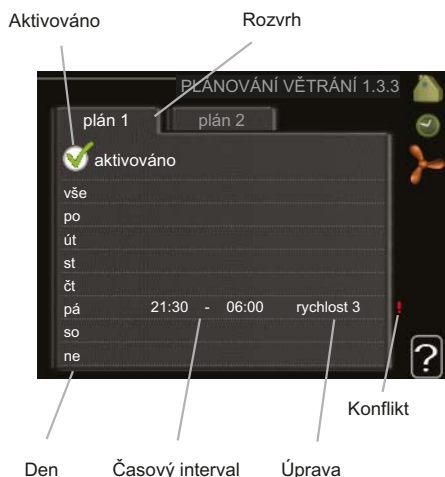 Aktivováno Rozvrh
PLÁNOVÁNÍ VĚTRÁNÍ 1.3.3
plán 1 plán 2
aktivováno
vše
po
út
st
čt
pá 21:30 - 06:00 rychlost 3 !
so
ne
?
Konflikt
Den Časový interval Úprava